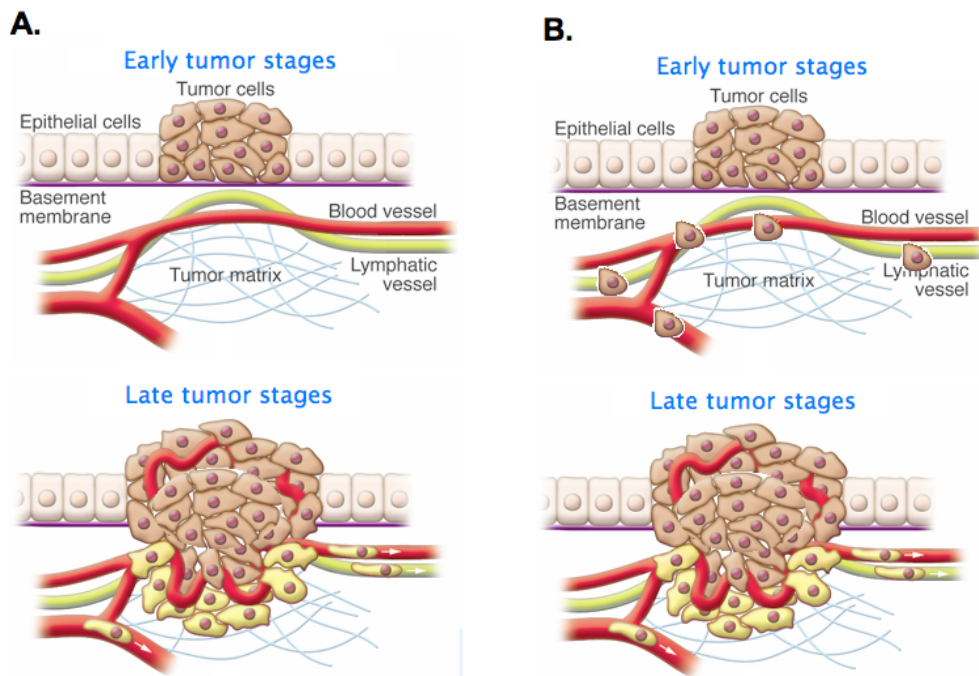 A.
Early tumor stages
Tumor cells
Epithelial cells
Basement
membrane
Blood vessel
Tumor matrix
Lymphatic
vessel
Late tumor stages
B.
Early tumor stages
Tumor cells
Epithelial cells
Basement
membrane
Blood vessel
Tumor matrix
Lymphatic
vessel
Late tumor stages